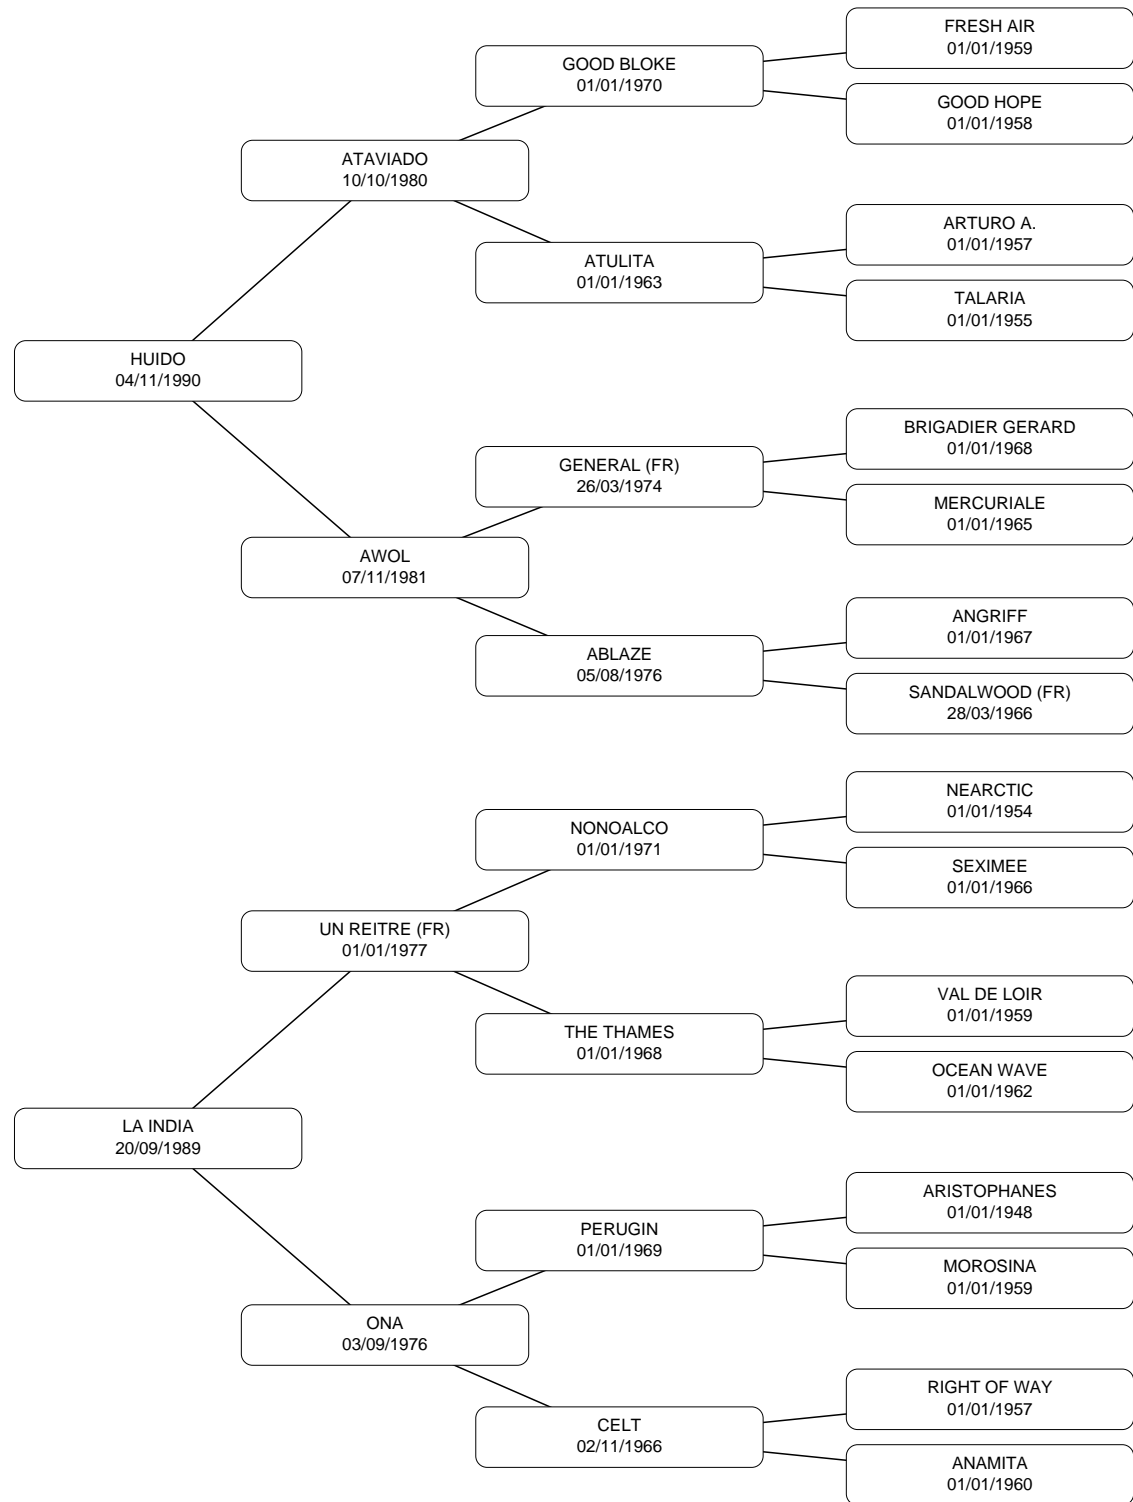 FRESH AIR
01/01/1959
GOOD BLOKE
01/01/1970
GOOD HOPE
01/01/1958
ATAVIADO
10/10/1980
ARTURO A.
01/01/1957
ATULITA
01/01/1963
TALARIA
01/01/1955
HUIDO
04/11/1990
BRIGADIER GERARD
01/01/1968
GENERAL (FR)
26/03/1974
MERCURIALE
01/01/1965
AWOL
07/11/1981
ANGRIFF
01/01/1967
ABLAZE
05/08/1976
SANDALWOOD (FR)
28/03/1966
NEARCTIC
01/01/1954
NONOALCO
01/01/1971
SEXIMEE
01/01/1966
UN REITRE (FR)
01/01/1977
VAL DE LOIR
01/01/1959
THE THAMES
01/01/1968
OCEAN WAVE
01/01/1962
LA INDIA
20/09/1989
ARISTOPHANES
01/01/1948
PERUGIN
01/01/1969
MOROSINA
01/01/1959
ONA
03/09/1976
RIGHT OF WAY
01/01/1957
CELT
02/11/1966
ANAMITA
01/01/1960